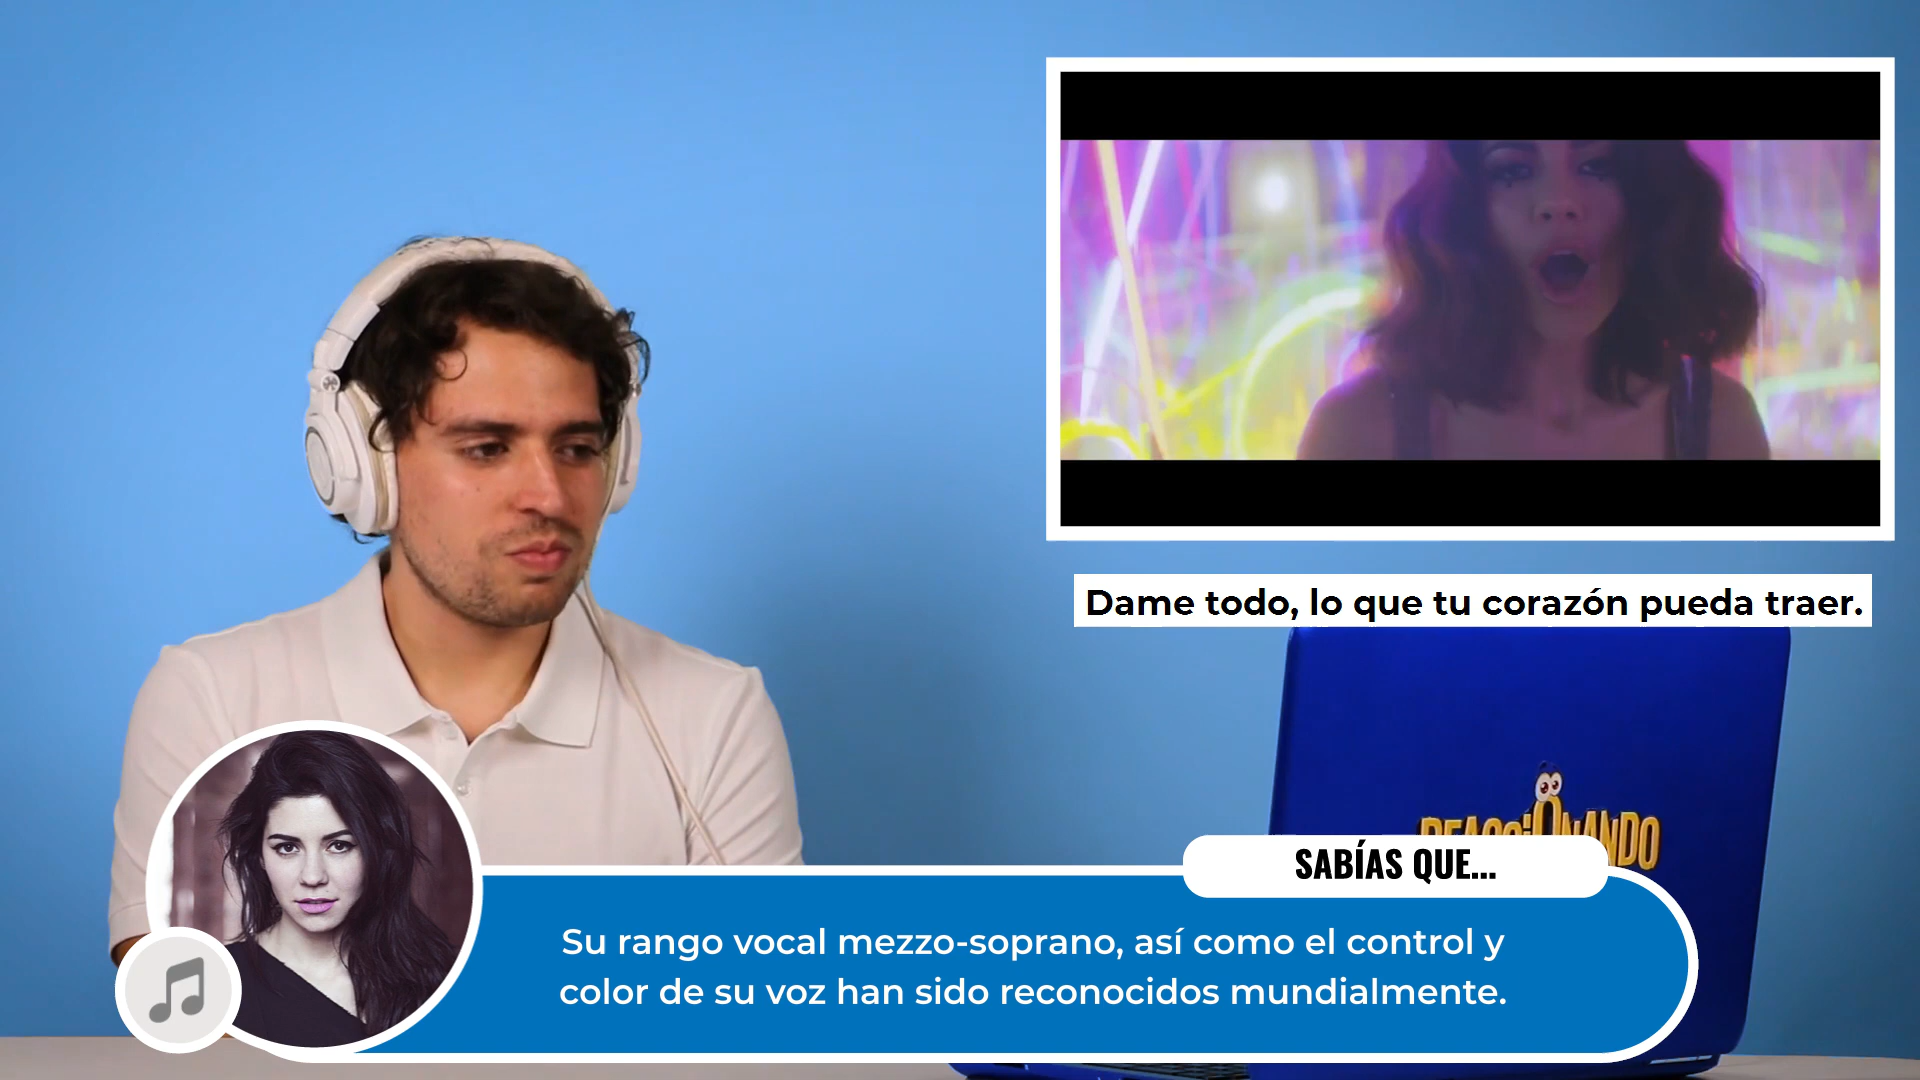 Dame todo, lo que tu corazón pueda traer.
REACCIONANDO
SABÍAS QUE...
Su rango vocal mezzo-soprano, así como el control y
color de su voz han sido reconocidos mundialmente.